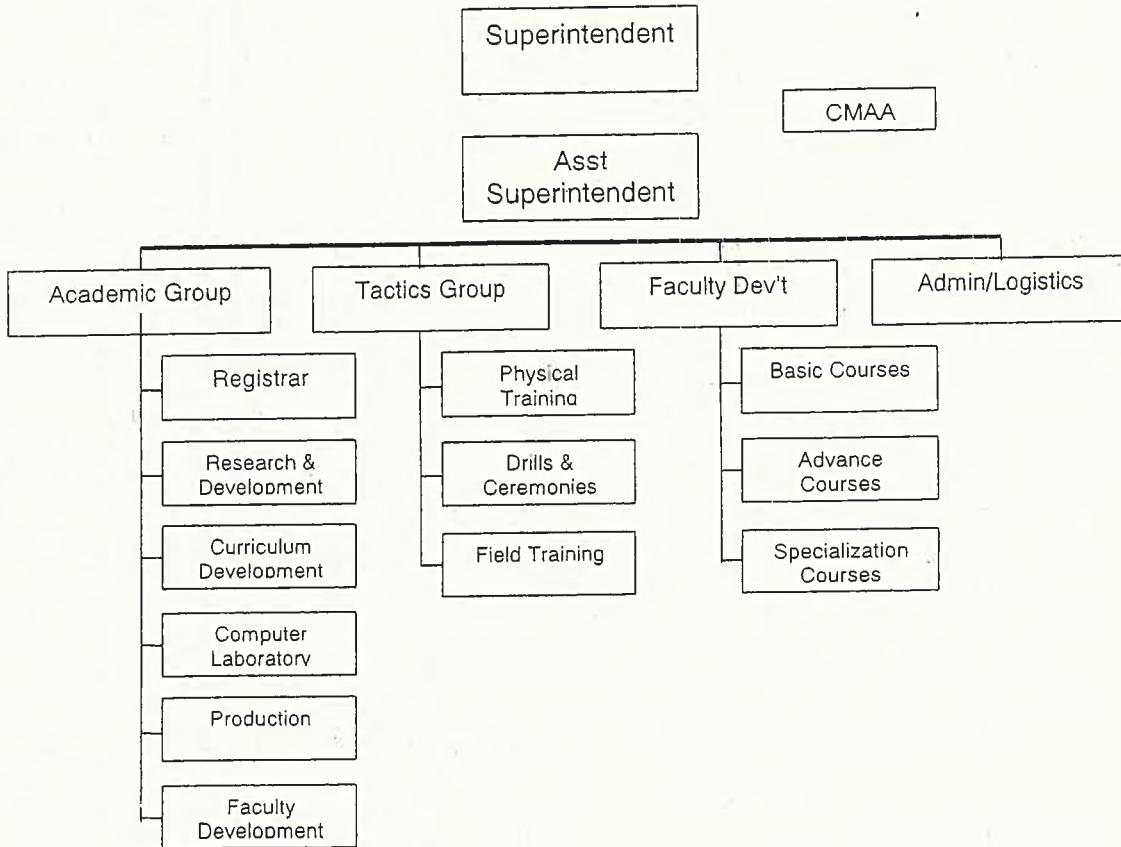 Superintendent
CMAA
Asst
Superintendent
Academic Group
Tactics Group
Faculty Dev't
Admin/Logistics
Registrar
Research &
Development
Curriculum
Development
Computer
Laboratory
Production
Faculty
Development
Physical
Training
Drills &
Ceremonies
Field Training
Basic Courses
Advance
Courses
Specialization
Courses